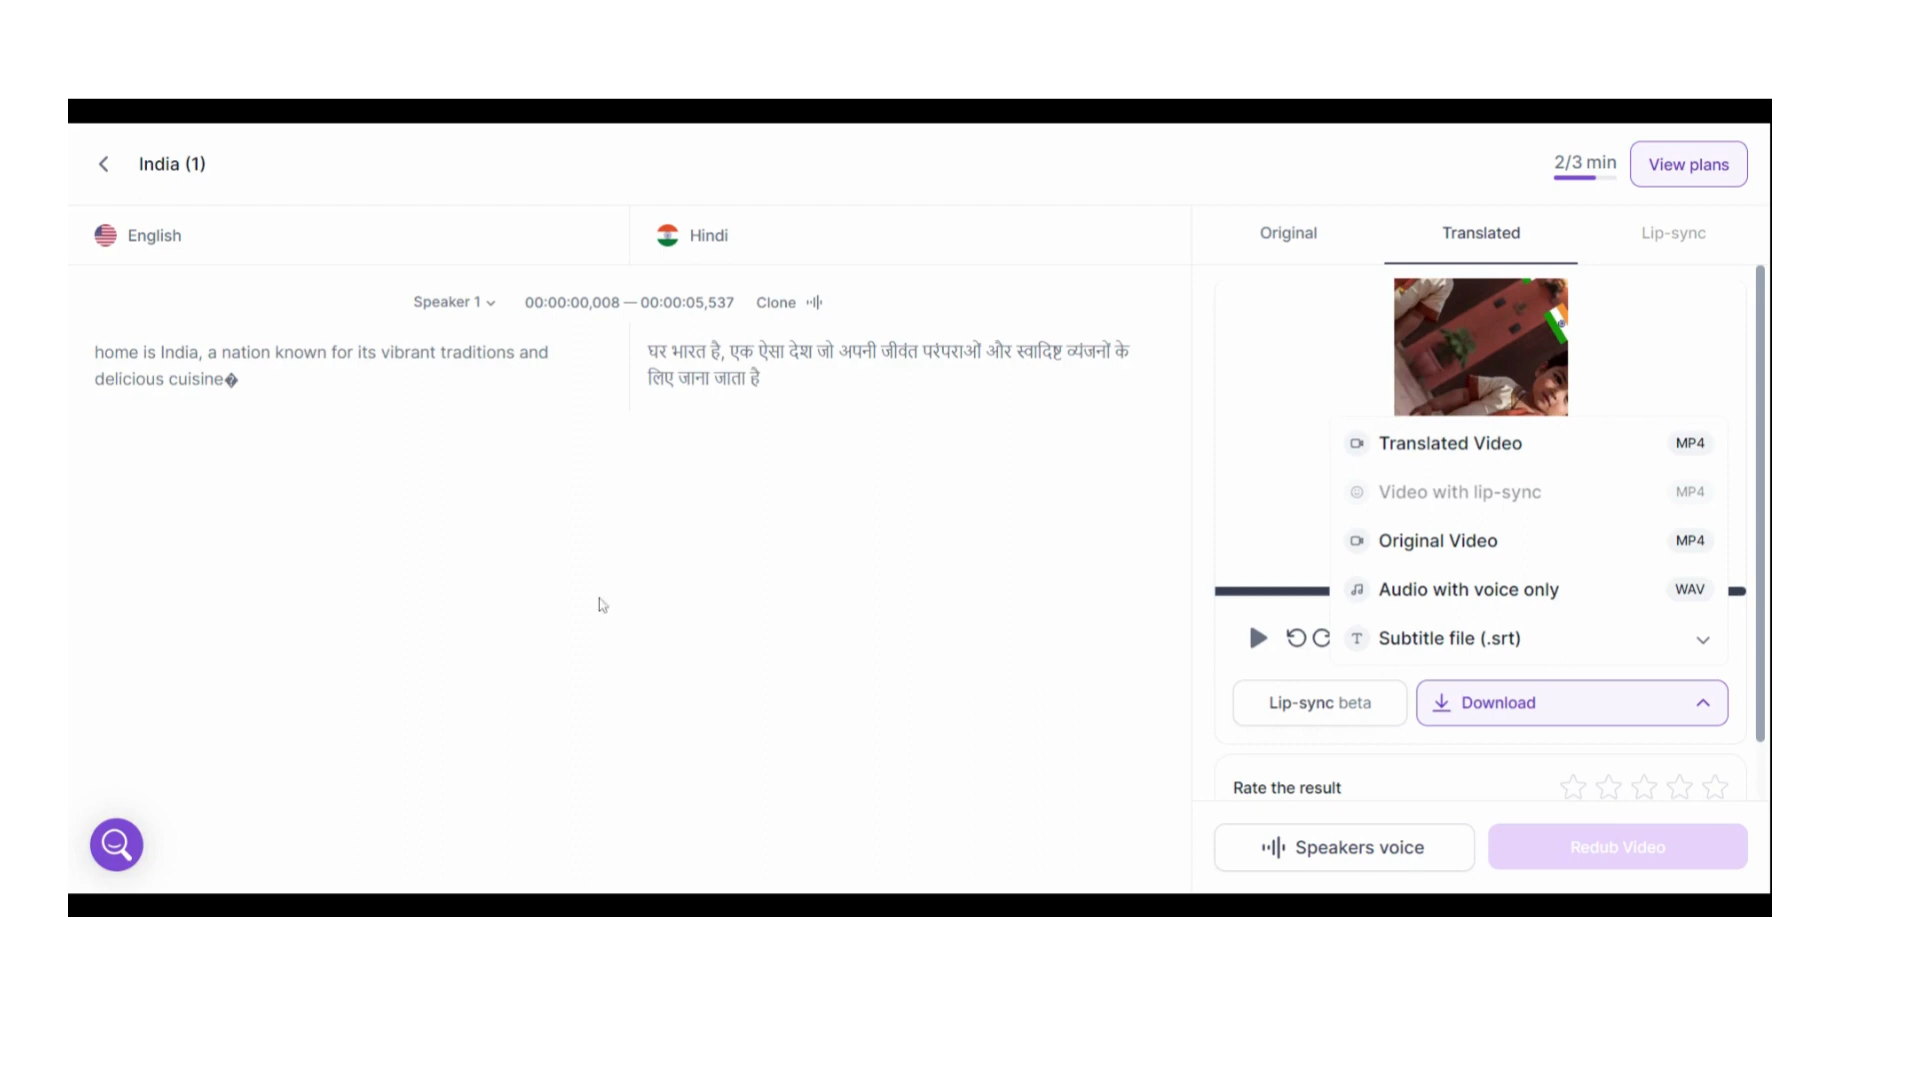 India (1)
2/3 min
View plans
English
Hindi
Original
Translated
Lip-sync
Speaker 1
00:00:00,008 — 00:00:05,537
Clone
home is India, a nation known for its vibrant traditions and
delicious cuisine�
घर भारत है, एक ऐसा देश जो अपनी जीवंत परंपराओं और स्वादिष्ट व्यंजनों के
लिए जाना जाता है
Translated Video MP4
Video with lip-sync MP4
Original Video MP4
Audio with voice only WAV
T Subtitle file (.srt)
Lip-sync beta
Download
Rate the result
Speakers voice
Redub Video